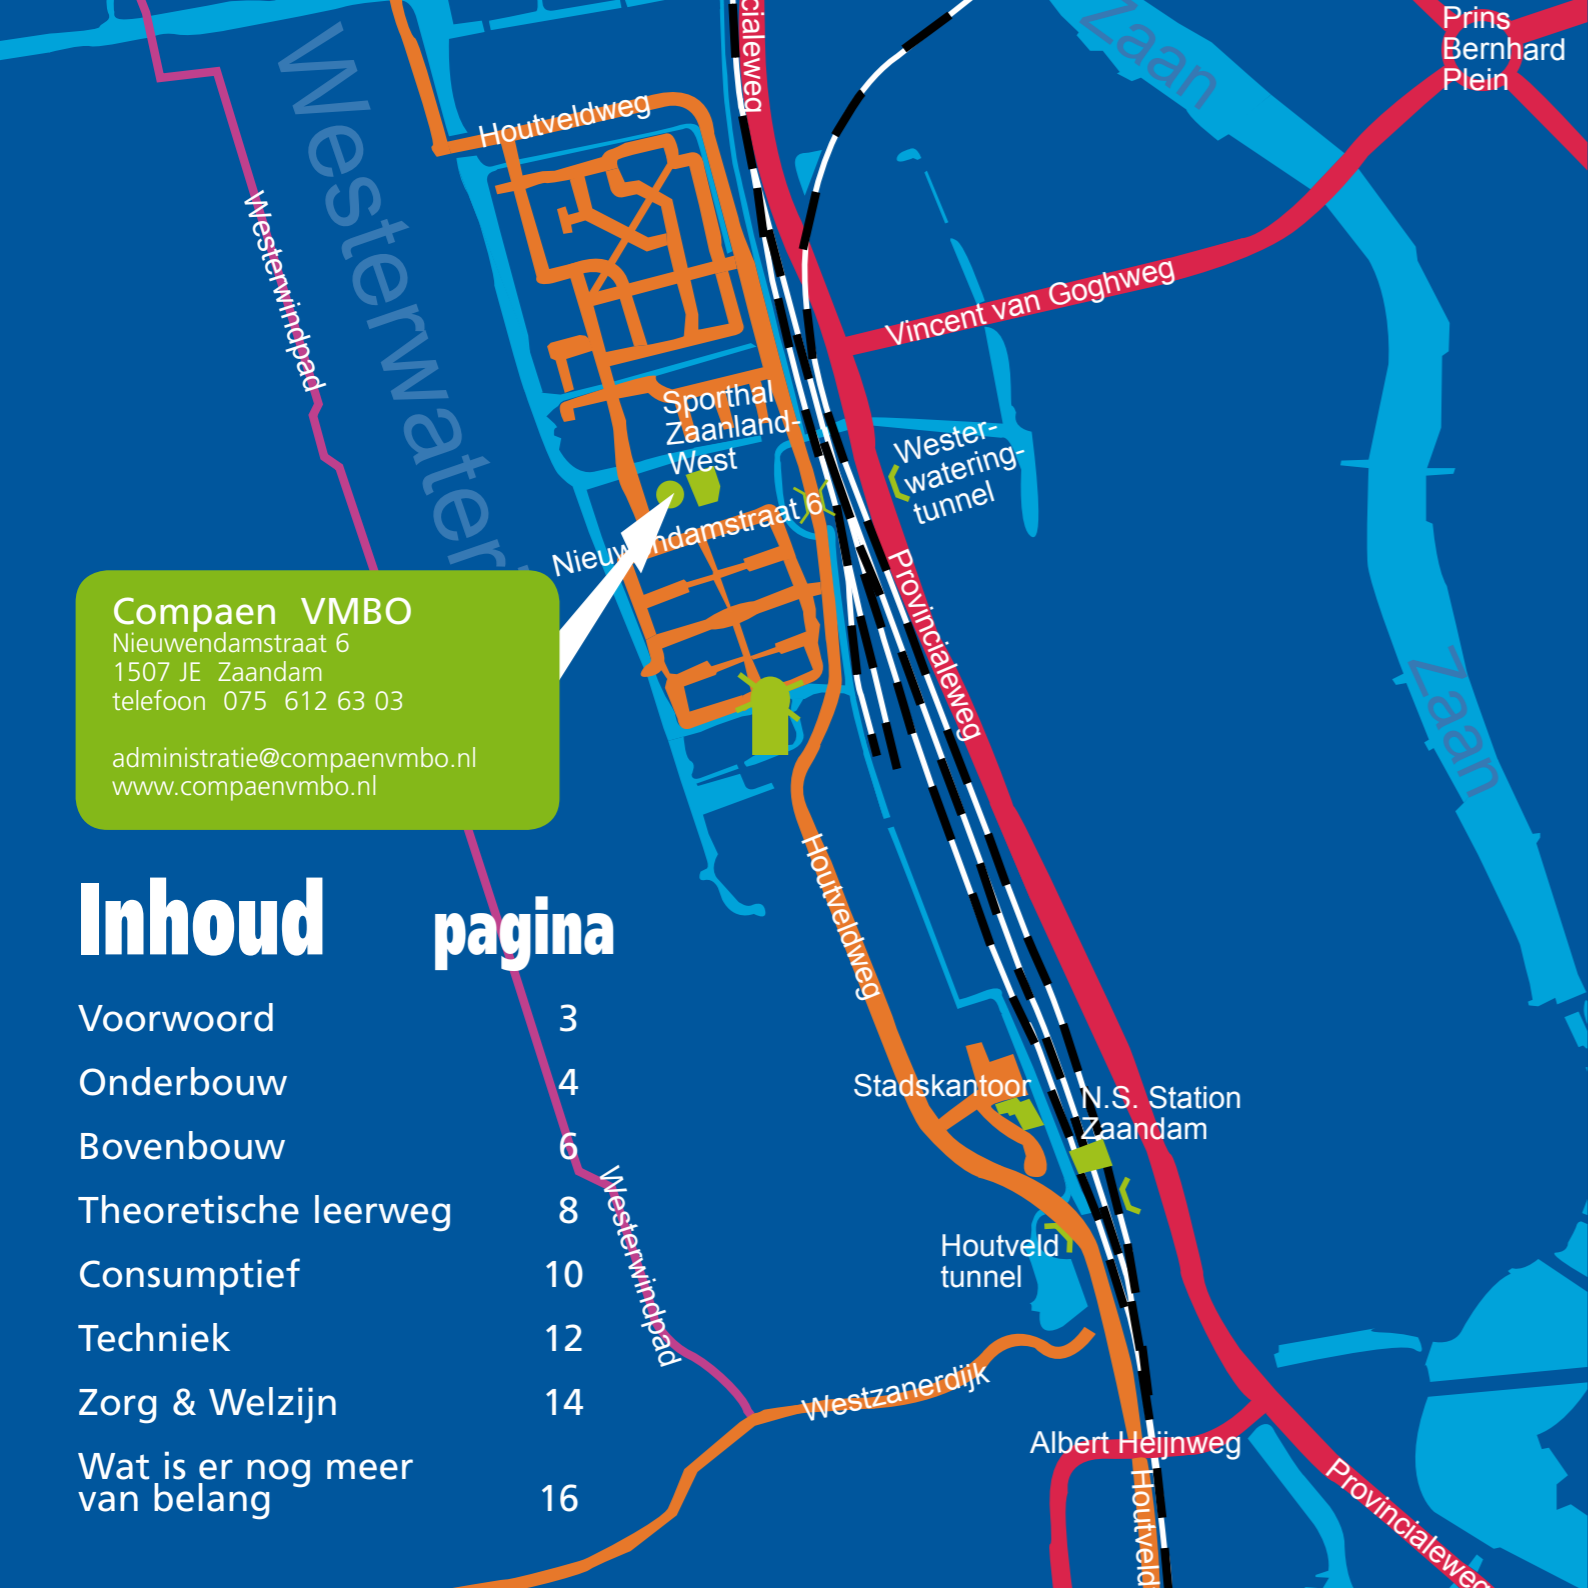 cialeweg
Zaan
Prins
Bernhard
Plein
Houtveldweg
Westerwindpad
Vincent van Goghweg
Sporthal
Zaanland-
West
Wester-
watering-
tunnel
Nieuwendamstraat 6
Provincialeweg
Compaen VMBO
Nieuwendamstraat 6
1507 JE Zaandam
telefoon 075 612 63 03
administratie@compaenvmbo.nl
www.compaenvmbo.nl
Zaan
Houtveldweg
Inhoud pagina
Voorwoord 3
Onderbouw 4
Bovenbouw 6
Theoretische leerweg 8
Consumptief 10
Techniek 12
Zorg & Welzijn 14
Wat is er nog meer
van belang 16
Stadskantoor
N.S. Station
Zaandam
Westerwindpad
Houtveld
tunnel
Westzanerdijk
Albert Heijnweg
Houtveld
Provincialeweg